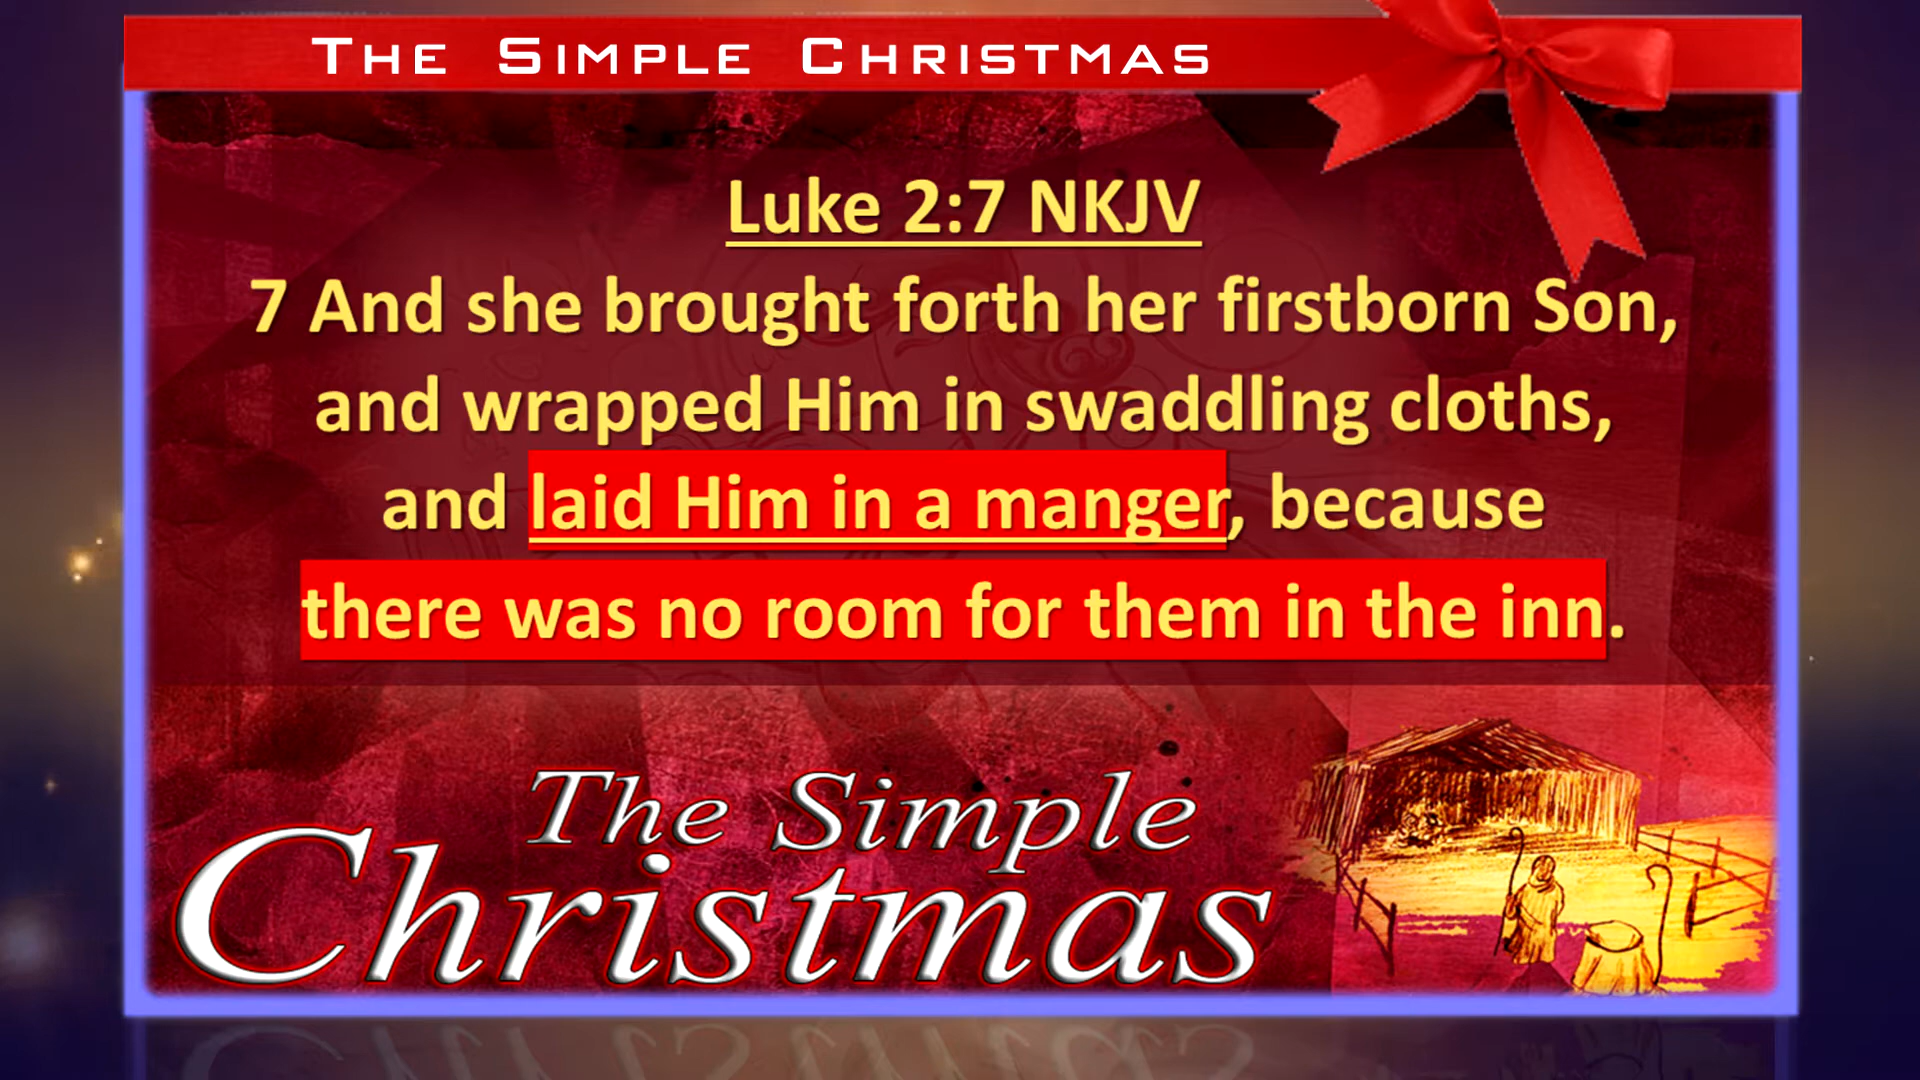 THE SIMPLE CHRISTMAS
Luke 2:7 NKJV
7 And she brought forth her firstborn Son,
and wrapped Him in swaddling cloths,
and laid Him in a manger, because
there was no room for them in the inn.
The Simple
Christmas